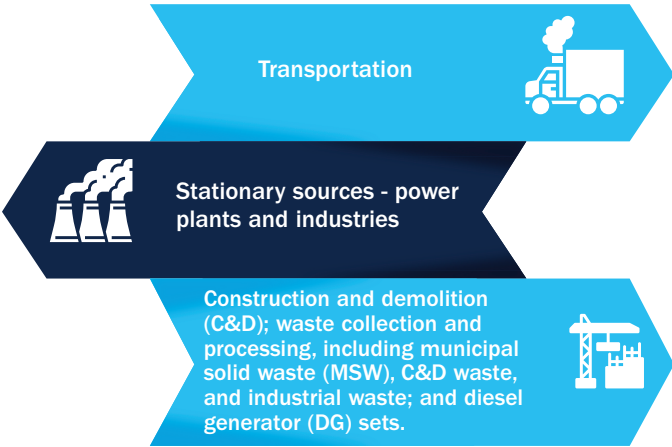 Transportation
Stationary sources - power
plants and industries
Construction and demolition
(C&D); waste collection and
processing, including municipal
solid waste (MSW), C&D waste,
and industrial waste; and diesel
generator (DG) sets.